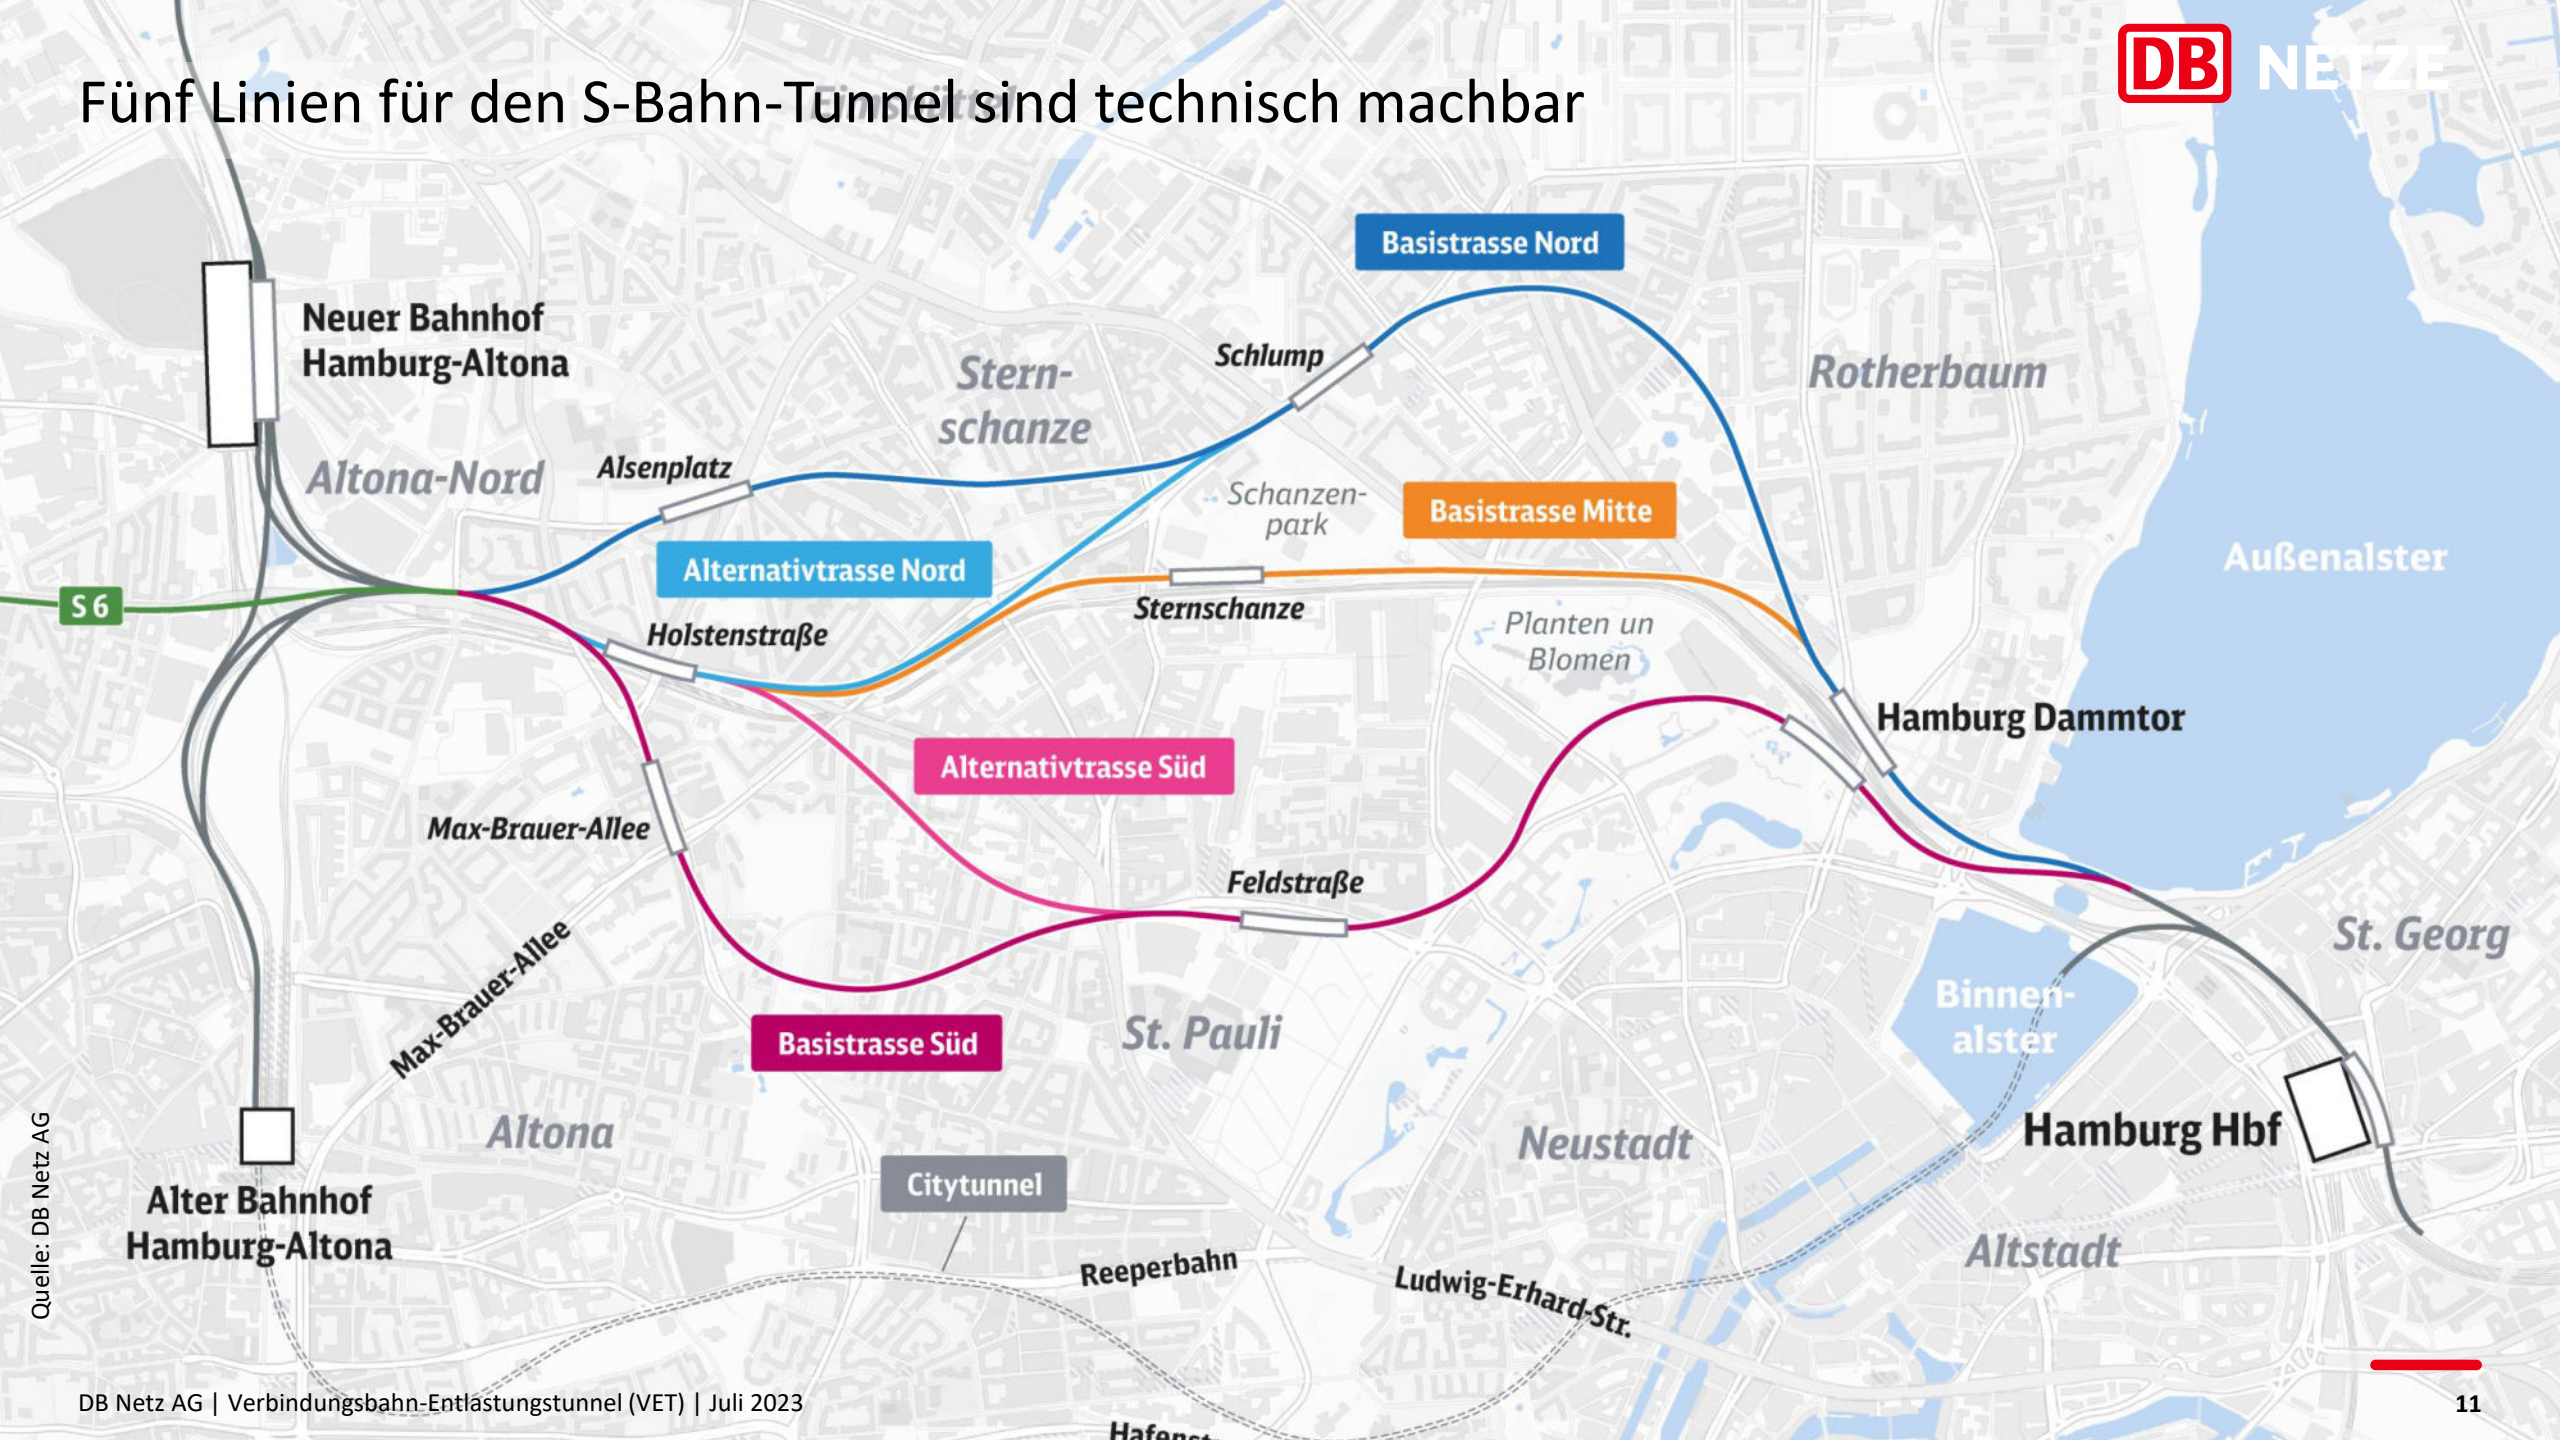 Fünf Linien für den S-Bahn-Tunnel sind technisch machbar
DB NETZE
Eimsbüttel
Basistrasse Nord
Neuer Bahnhof
Hamburg-Altona
Schlump
Stern-
schanze
Rotherbaum
Alsenplatz
Altona-Nord
Schanzen-
park
Basistrasse Mitte
Außenalster
Alternativtrasse Nord
S 6
Sternschanze
Holstenstraße
Planten un
Blomen
Hamburg Dammtor
Alternativtrasse Süd
Max-Brauer-Allee
Feldstraße
Max-Brauer-Allee
St. Georg
Binnen-
alster
St. Pauli
Basistrasse Süd
Altona
Neustadt
Hamburg Hbf
Citytunnel
Alter Bahnhof
Hamburg-Altona
Reeperbahn
Ludwig-Erhard-Str.
Altstadt
Quelle: DB Netz AG
DB Netz AG | Verbindungsbahn-Entlastungstunnel (VET) | Juli 2023
11